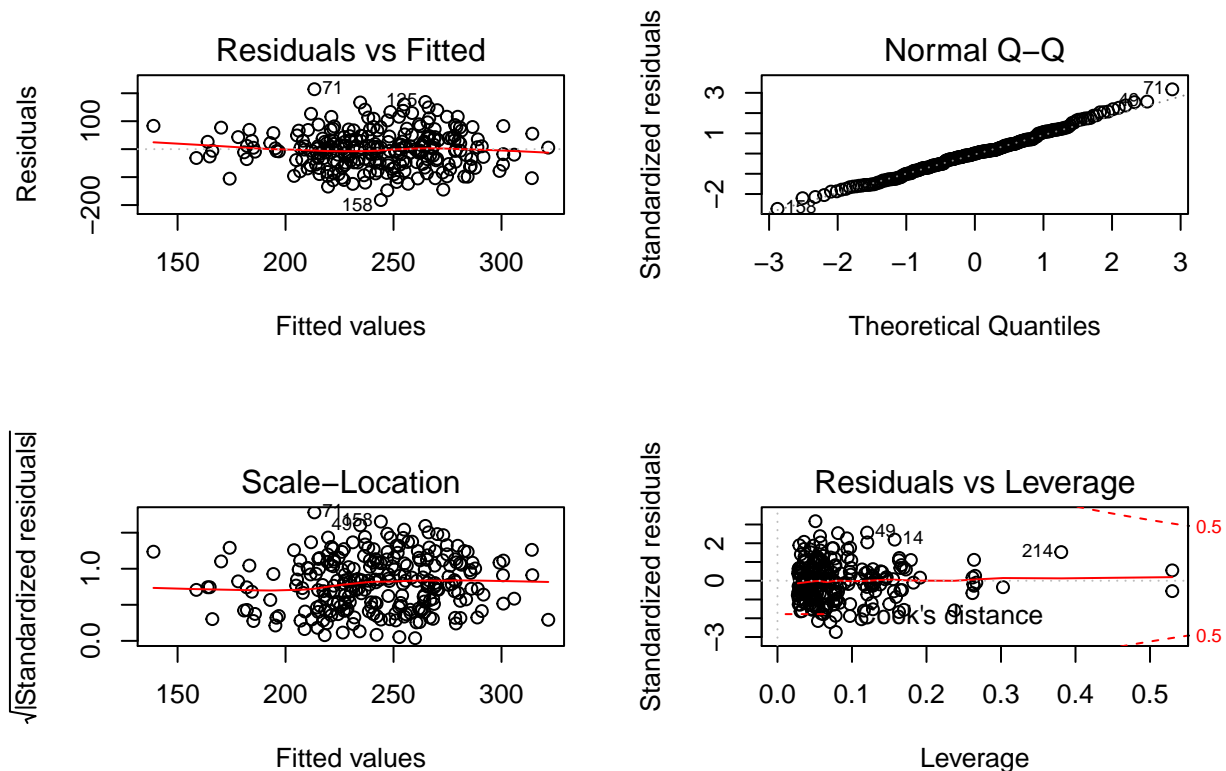 Residuals vs Fitted
Residuals
100
−200
71
135
158
150 200 250 300
Fitted values
Normal Q−Q
Standardized residuals
3
1
−2
71
49
158
−3 −2 −1 0 1 2 3
Theoretical Quantiles
Scale−Location
√|Standardized residuals|
1.0
0.0
71
158
49
150 200 250 300
Fitted values
Residuals vs Leverage
Standardized residuals
2
0
−3
49
14
214
0.5
0.5
Cook's distance
0.0 0.1 0.2 0.3 0.4 0.5
Leverage